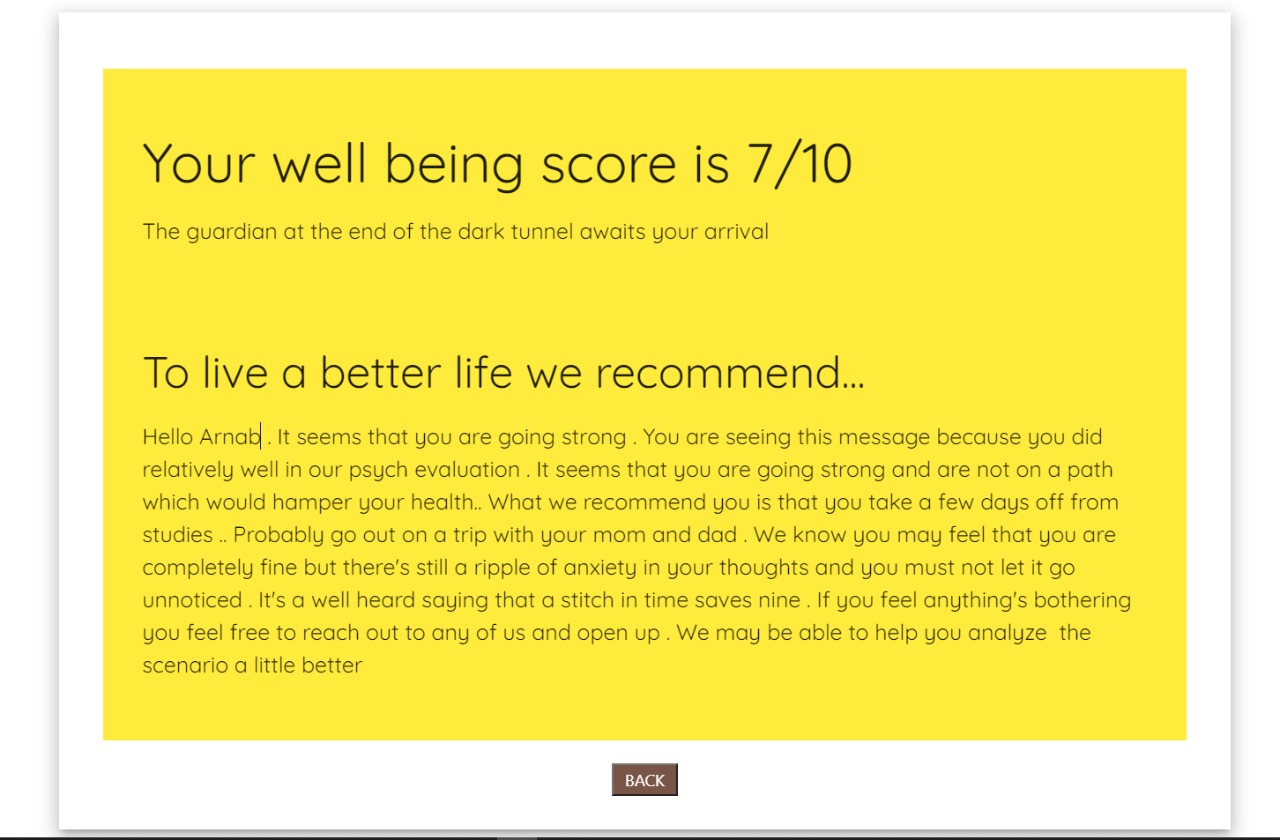 Your well being score is 7/10
The guardian at the end of the dark tunnel awaits your arrival
To live a better life we recommend...
Hello Arnab . It seems that you are going strong . You are seeing this message because you did
relatively well in our psych evaluation . It seems that you are going strong and are not on a path
which would hamper your health.. What we recommend you is that you take a few days off from
studies .. Probably go out on a trip with your mom and dad . We know you may feel that you are
completely fine but there's still a ripple of anxiety in your thoughts and you must not let it go
unnoticed . It's a well heard saying that a stitch in time saves nine . If you feel anything's bothering
you feel free to reach out to any of us and open up . We may be able to help you analyze  the
scenario a little better
BACK